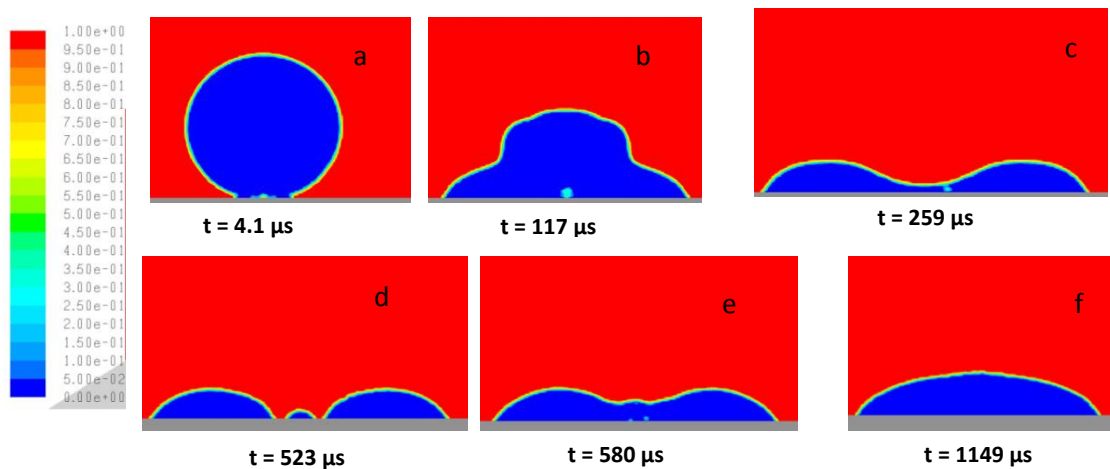 1.00e+00
9.50e-01
9.00e-01
8.50e-01
8.00e-01
7.50e-01
7.00e-01
6.50e-01
6.00e-01
5.50e-01
5.00e-01
4.50e-01
4.00e-01
3.50e-01
3.00e-01
2.50e-01
2.00e-01
1.50e-01
1.00e-01
5.00e-02
0.00e+00
a
b
c
t = 4.1 µs
t = 117 µs
t = 259 µs
d
e
f
t = 523 µs
t = 580 µs
t = 1149 µs